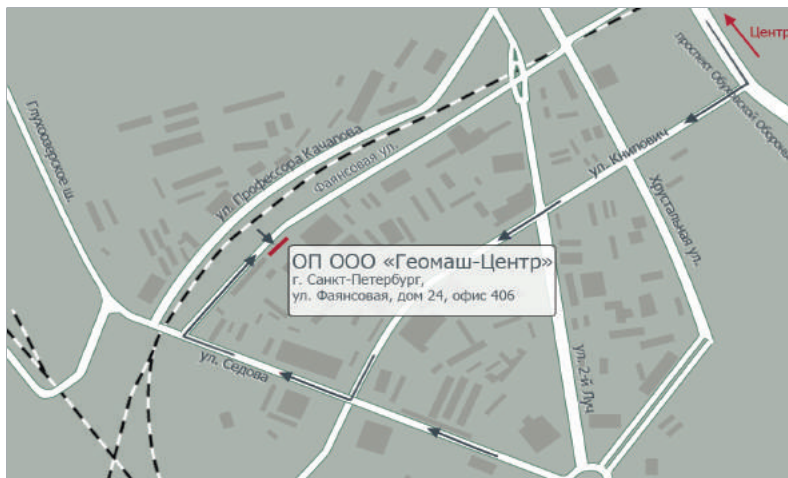 Центр
проспект Обуховской Оборон
ул. Книпович
ул. Профессора Качалова
Фаянсовая ул.
Глухоозерское ш.
Хрустальная ул.
ОП ООО «Геомаш-Центр»
г. Санкт-Петербург,
ул. Фаянсовая, дом 24, офис 406
ул. Седова
ул. 2-й Луч